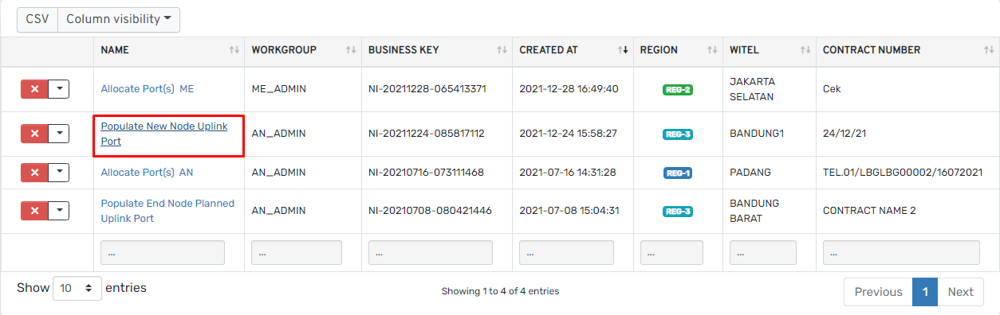 CSV Column visibility
NAME WORKGROUP BUSINESS KEY CREATED AT REGION WITEL CONTRACT NUMBER
Allocate Port(s) ME ME_ADMIN NI-20211228-065413371 2021-12-28 16:49:40 REG-2 JAKARTA SELATAN Cek
Populate New Node Uplink Port AN_ADMIN NI-20211224-085817112 2021-12-24 15:58:27 REG-3 BANDUNG1 24/12/21
Allocate Port(s) AN AN_ADMIN NI-20210716-073111468 2021-07-16 14:31:28 REG-1 PADANG TEL.01/LBGLBG00002/16072021
Populate End Node Planned Uplink Port AN_ADMIN NI-20210708-080421446 2021-07-08 15:04:31 REG-3 BANDUNG BARAT CONTRACT NAME 2
... ... ... ... ... ... ...
Show 10 entries Showing 1 to 4 of 4 entries Previous 1 Next